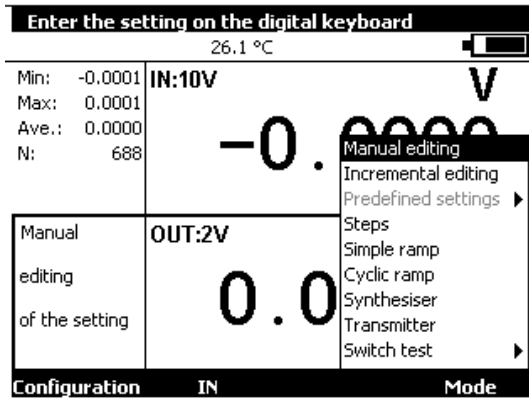 Enter the setting on the digital keyboard
26.1 °C
Min: -0.0001
Max: 0.0001
Ave.: 0.0000
N: 688
IN:10V
V
-0.0000
Manual editing
Incremental editing
Predefined settings
Steps
Simple ramp
Cyclic ramp
Synthesiser
Transmitter
Switch test
Manual
editing
of the setting
OUT:2V
0.0
Configuration IN Mode